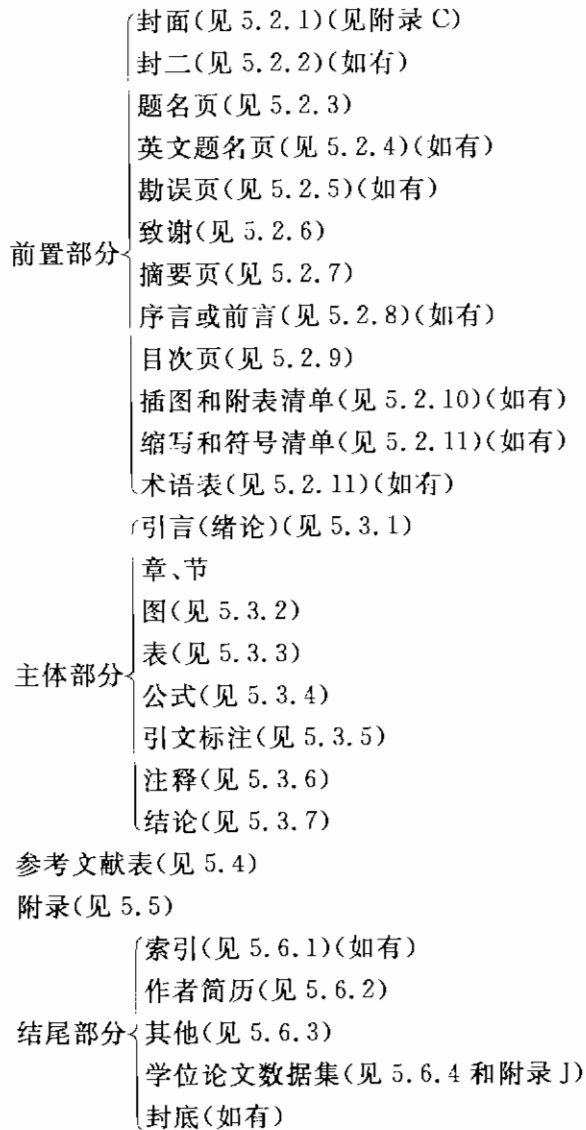 封面(见 5.2.1)(见附录 C)
封二(见 5.2.2)(如有)
题名页(见 5.2.3)
英文题名页(见 5.2.4)(如有)
勘误页(见 5.2.5)(如有)
致谢(见 5.2.6)
前置部分
摘要页(见 5.2.7)
序言或前言(见 5.2.8)(如有)
目次页(见 5.2.9)
插图和附表清单(见 5.2.10)(如有)
缩写和符号清单(见 5.2.11)(如有)
术语表(见 5.2.11)(如有)
引言(绪论)(见 5.3.1)
章、节
图(见 5.3.2)
表(见 5.3.3)
主体部分
公式(见 5.3.4)
引文标注(见 5.3.5)
注释(见 5.3.6)
结论(见 5.3.7)
参考文献表(见 5.4)
附录(见 5.5)
索引(见 5.6.1)(如有)
作者简历(见 5.6.2)
结尾部分 其他(见 5.6.3)
学位论文数据集(见 5.6.4 和附录 J)
封底(如有)